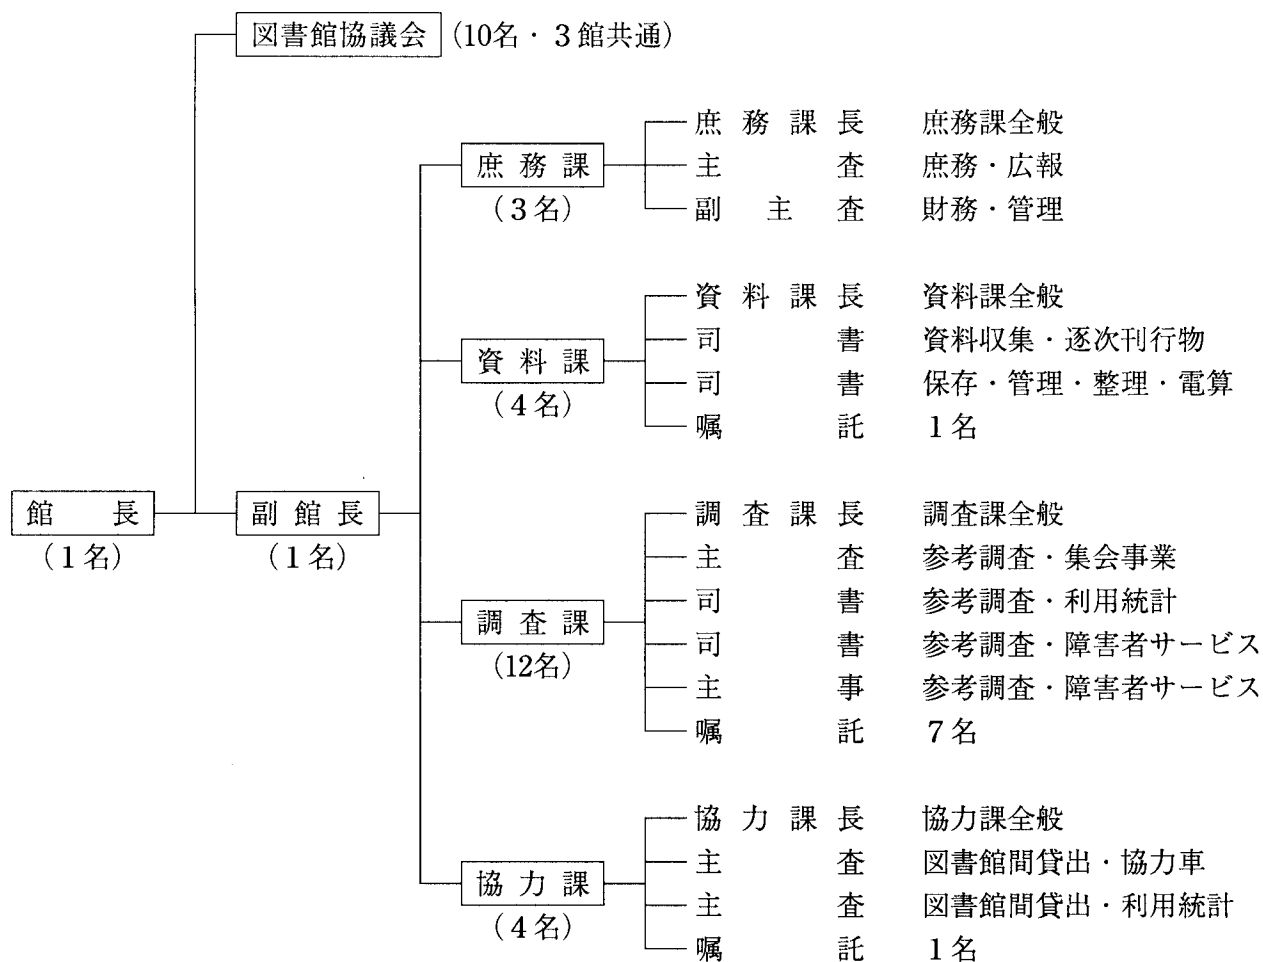 図書館協議会 (10名・3館共通)
庶務課
(3名)
庶務課長 庶務課全般
主査 庶務・広報
副主査 財務・管理
資料課
(4名)
資料課長 資料課全般
司書 資料収集・逐次刊行物
司書 保存・管理・整理・電算
嘱託 1名
館長
(1名)
副館長
(1名)
調査課
(12名)
調査課長 調査課全般
主査 参考調査・集会事業
司書 参考調査・利用統計
司書 参考調査・障害者サービス
主事 参考調査・障害者サービス
嘱託 7名
協力課
(4名)
協力課長 協力課全般
主査 図書館間貸出・協力車
主査 図書館間貸出・利用統計
嘱託 1名